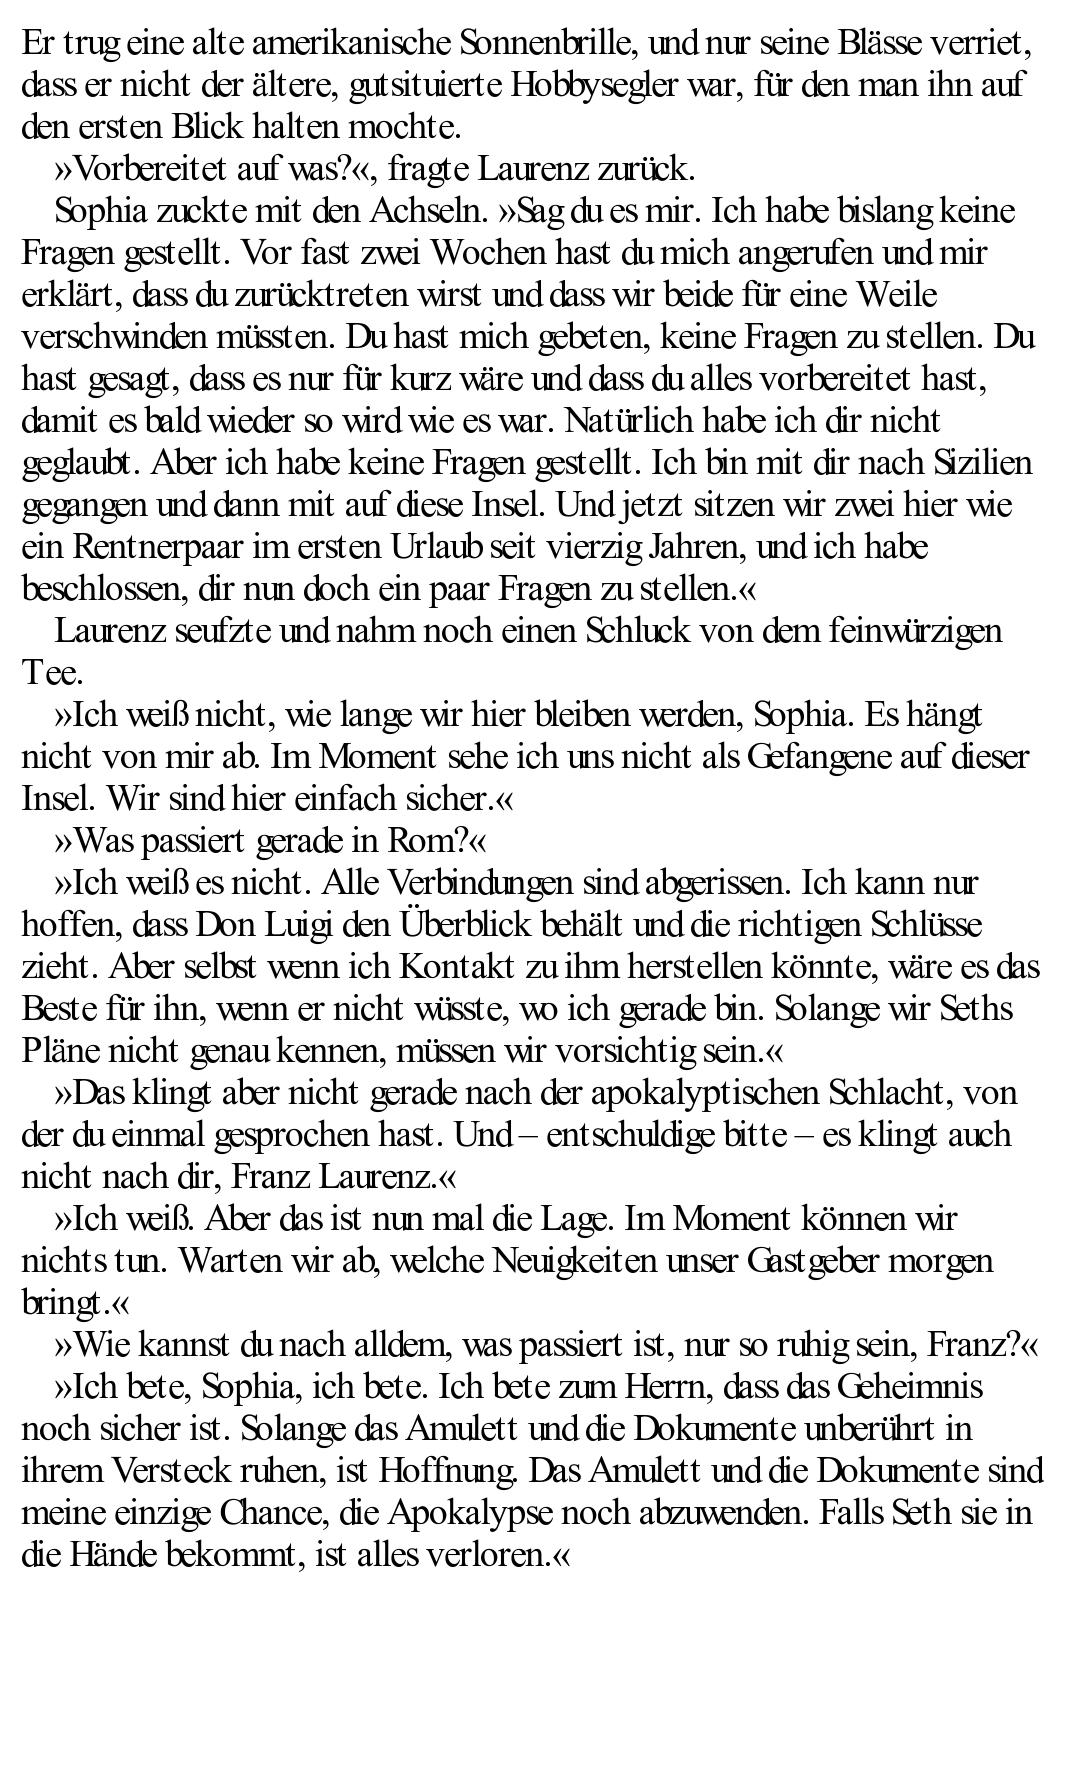 Er trug eine alte amerikanische Sonnenbrille, und nur seine Blässe verriet,
dass er nicht der ältere, gutsituierte Hobbysegler war, für den man ihn auf
den ersten Blick halten mochte.
»Vorbereitet auf was?«, fragte Laurenz zurück.
Sophia zuckte mit den Achseln. »Sag du es mir. Ich habe bislang keine
Fragen gestellt. Vor fast zwei Wochen hast du mich angerufen und mir
erklärt, dass du zurücktreten wirst und dass wir beide für eine Weile
verschwinden müssten. Du hast mich gebeten, keine Fragen zu stellen. Du
hast gesagt, dass es nur für kurz wäre und dass du alles vorbereitet hast,
damit es bald wieder so wird wie es war. Natürlich habe ich dir nicht
geglaubt. Aber ich habe keine Fragen gestellt. Ich bin mit dir nach Sizilien
gegangen und dann mit auf diese Insel. Und jetzt sitzen wir zwei hier wie
ein Rentnerpaar im ersten Urlaub seit vierzig Jahren, und ich habe
beschlossen, dir nun doch ein paar Fragen zu stellen.«
Laurenz seufzte und nahm noch einen Schluck von dem feinwürzigen
Tee.
»Ich weiß nicht, wie lange wir hier bleiben werden, Sophia. Es hängt
nicht von mir ab. Im Moment sehe ich uns nicht als Gefangene auf dieser
Insel. Wir sind hier einfach sicher.«
»Was passiert gerade in Rom?«
»Ich weiß es nicht. Alle Verbindungen sind abgerissen. Ich kann nur
hoffen, dass Don Luigi den Überblick behält und die richtigen Schlüsse
zieht. Aber selbst wenn ich Kontakt zu ihm herstellen könnte, wäre es das
Beste für ihn, wenn er nicht wüsste, wo ich gerade bin. Solange wir Seths
Pläne nicht genau kennen, müssen wir vorsichtig sein.«
»Das klingt aber nicht gerade nach der apokalyptischen Schlacht, von
der du einmal gesprochen hast. Und – entschuldige bitte – es klingt auch
nicht nach dir, Franz Laurenz.«
»Ich weiß. Aber das ist nun mal die Lage. Im Moment können wir
nichts tun. Warten wir ab, welche Neuigkeiten unser Gastgeber morgen
bringt.«
»Wie kannst du nach alldem, was passiert ist, nur so ruhig sein, Franz?«
»Ich bete, Sophia, ich bete. Ich bete zum Herrn, dass das Geheimnis
noch sicher ist. Solange das Amulett und die Dokumente unberührt in
ihrem Versteck ruhen, ist Hoffnung. Das Amulett und die Dokumente sind
meine einzige Chance, die Apokalypse noch abzuwenden. Falls Seth sie in
die Hände bekommt, ist alles verloren.«